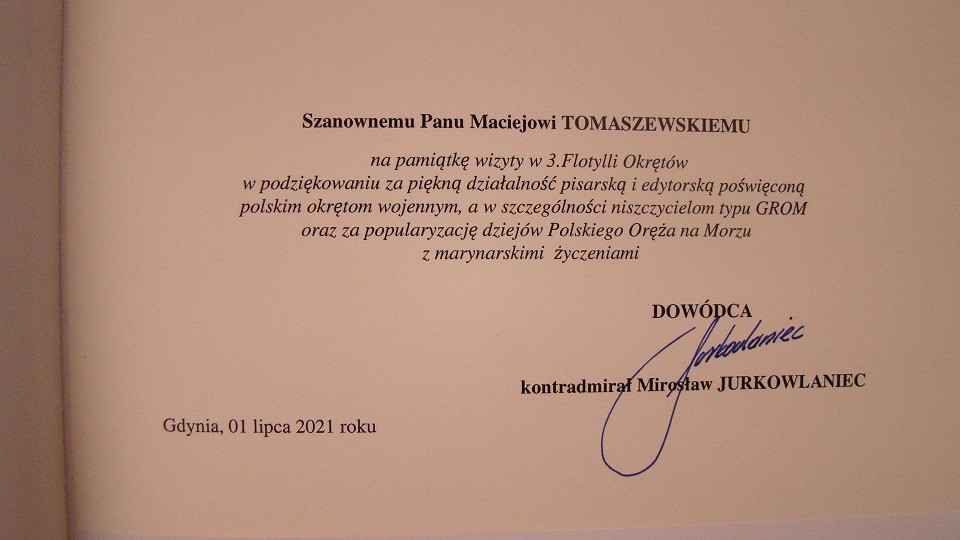 Szanownemu Panu Maciejowi TOMASZEWSKIEMU
na pamiątkę wizyty w 3.Flotylli Okrętów
w podziękowaniu za piękną działalność pisarską i edytorską poświęconą
polskim okrętom wojennym, a w szczególności niszczycielom typu GROM
oraz za popularyzację dziejów Polskiego Oręża na Morzu
z marynarskimi życzeniami
DOWÓDCA
Jurkowlaniec
kontradmirał Mirosław JURKOWLANIEC
Gdynia, 01 lipca 2021 roku